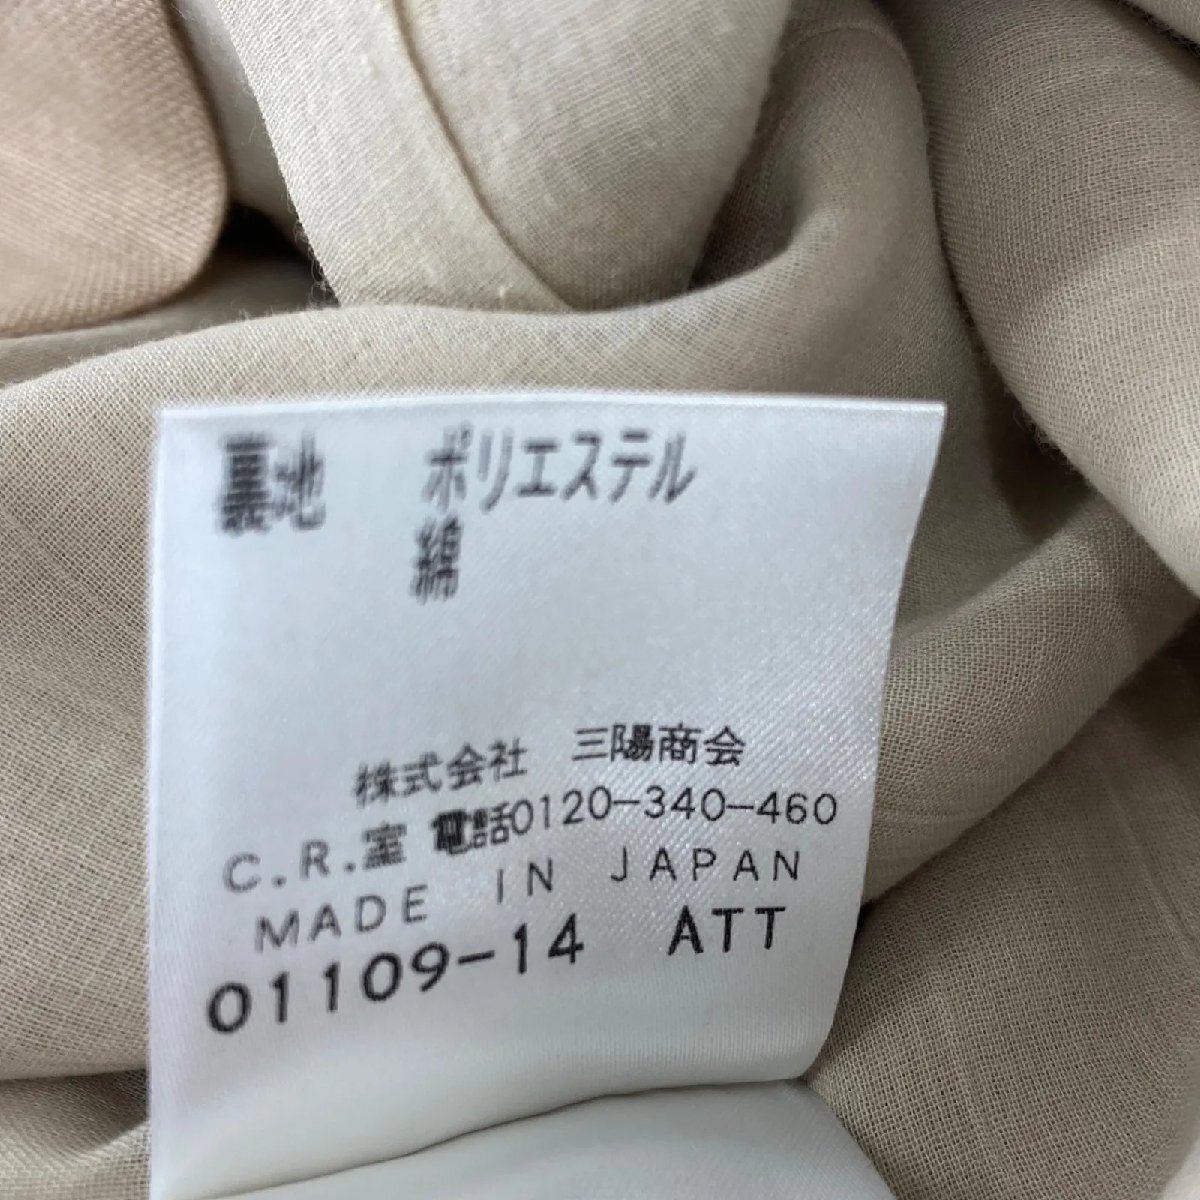 裏地 ポリエステル
綿
株式会社 三陽商会
C.R.室 電話0120-340-460
MADE IN JAPAN
01109-14 ATT